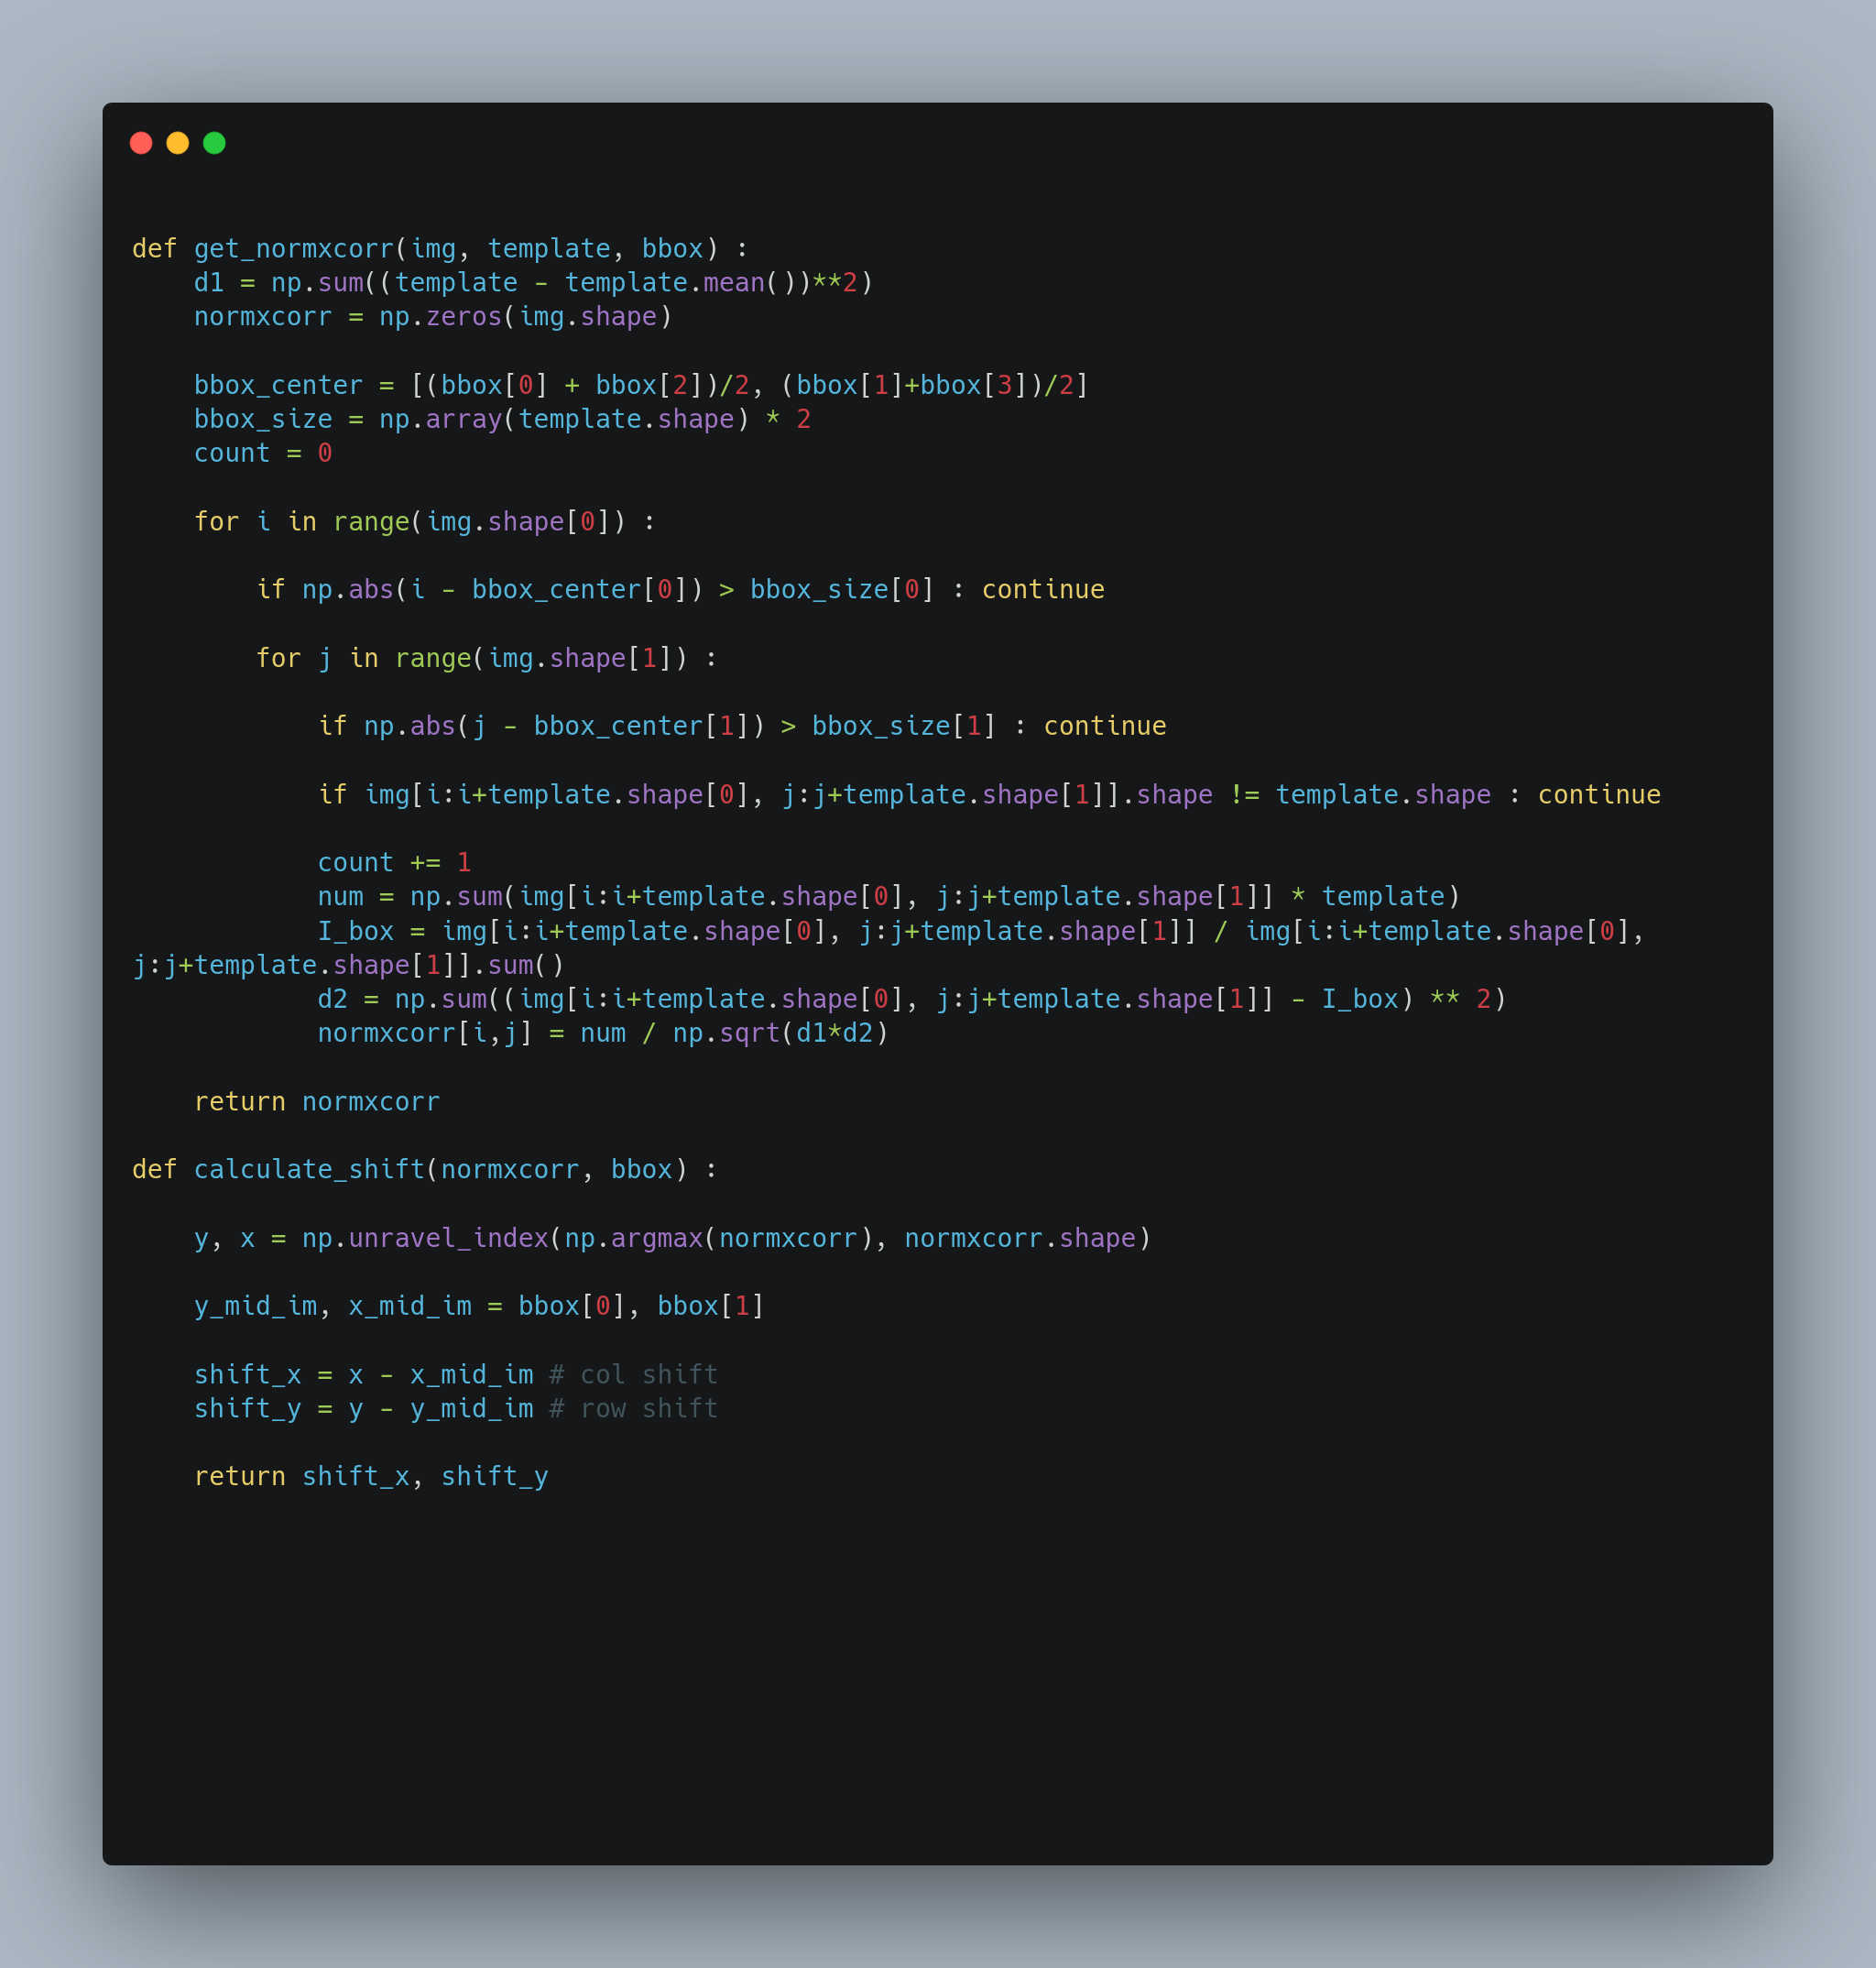 def get_normxcorr(img, template, bbox) :
    d1 = np.sum((template - template.mean())**2)
    normxcorr = np.zeros(img.shape)

    bbox_center = [(bbox[0] + bbox[2])/2, (bbox[1]+bbox[3])/2]
    bbox_size = np.array(template.shape) * 2
    count = 0

    for i in range(img.shape[0]) :

        if np.abs(i - bbox_center[0]) > bbox_size[0] : continue

        for j in range(img.shape[1]) :

            if np.abs(j - bbox_center[1]) > bbox_size[1] : continue

            if img[i:i+template.shape[0], j:j+template.shape[1]].shape != template.shape : continue

            count += 1
            num = np.sum(img[i:i+template.shape[0], j:j+template.shape[1]] * template)
            I_box = img[i:i+template.shape[0], j:j+template.shape[1]] / img[i:i+template.shape[0],
j:j+template.shape[1]].sum()
            d2 = np.sum((img[i:i+template.shape[0], j:j+template.shape[1]] - I_box) ** 2)
            normxcorr[i,j] = num / np.sqrt(d1*d2)

    return normxcorr

def calculate_shift(normxcorr, bbox) :

    y, x = np.unravel_index(np.argmax(normxcorr), normxcorr.shape)

    y_mid_im, x_mid_im = bbox[0], bbox[1]

    shift_x = x - x_mid_im # col shift
    shift_y = y - y_mid_im # row shift

    return shift_x, shift_y